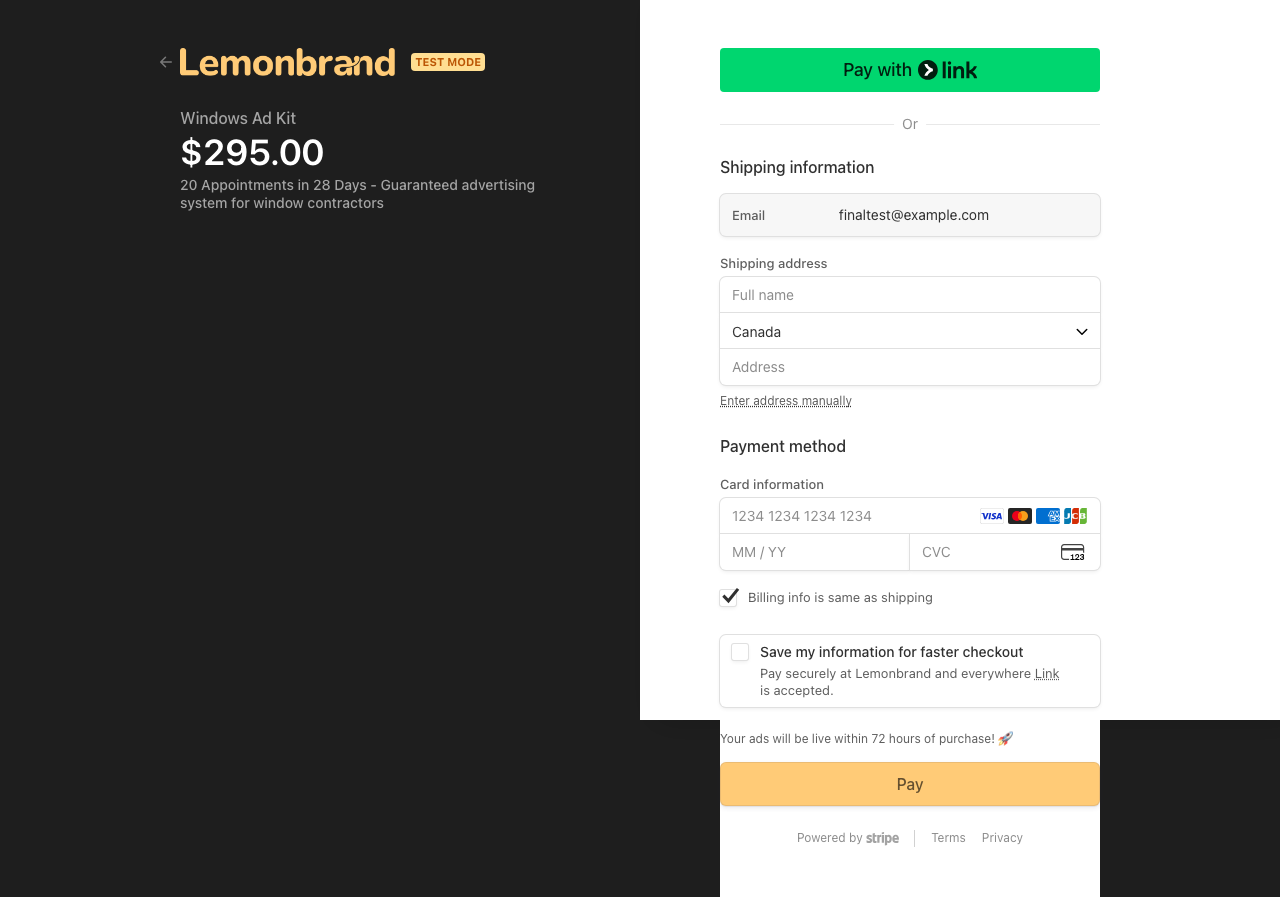 Lemonbrand TEST MODE
Windows Ad Kit
$295.00
20 Appointments in 28 Days - Guaranteed advertising
system for window contractors
Pay with link
Or
Shipping information
Email finaltest@example.com
Shipping address
Full name
Canada
Address
Enter address manually
Payment method
Card information
1234 1234 1234 1234 VISA AMEX JCB
MM / YY CVC 123
Billing info is same as shipping
Save my information for faster checkout
Pay securely at Lemonbrand and everywhere Link
is accepted.
Your ads will be live within 72 hours of purchase! 🚀
Pay
Powered by stripe Terms Privacy